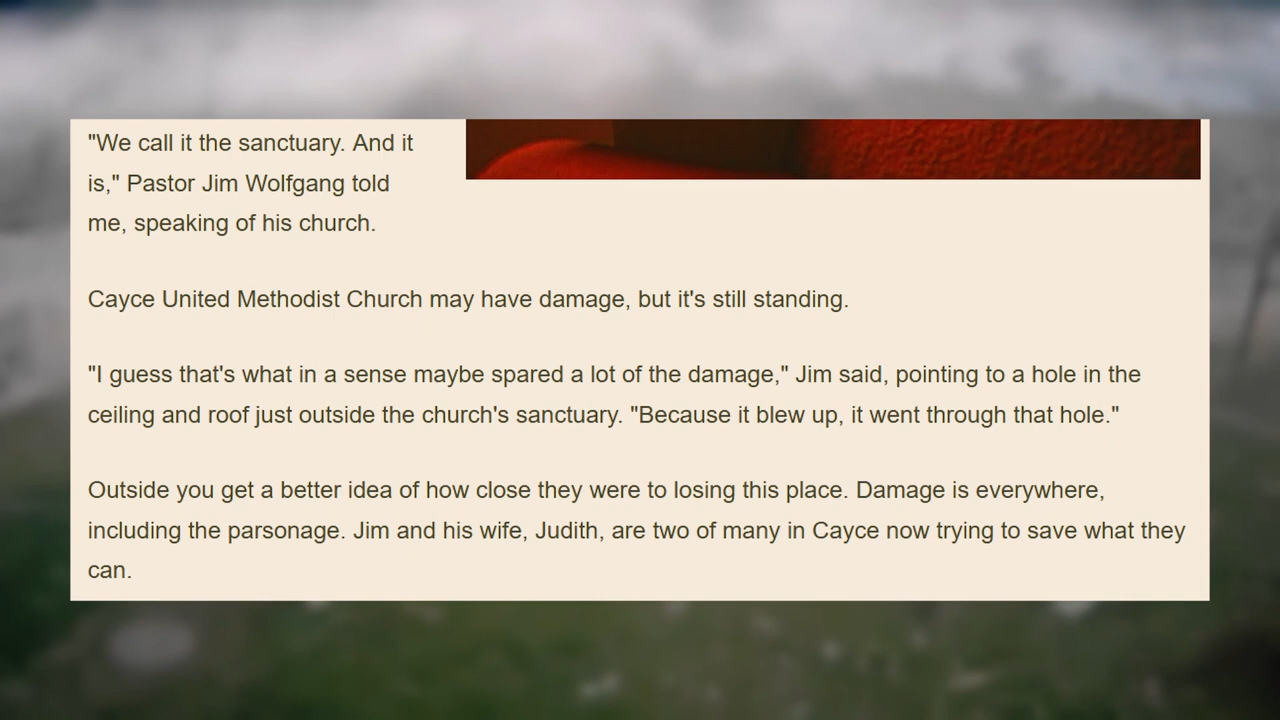 "We call it the sanctuary. And it
is," Pastor Jim Wolfgang told
me, speaking of his church.
Cayce United Methodist Church may have damage, but it's still standing.
"I guess that's what in a sense maybe spared a lot of the damage," Jim said, pointing to a hole in the
ceiling and roof just outside the church's sanctuary. "Because it blew up, it went through that hole."
Outside you get a better idea of how close they were to losing this place. Damage is everywhere,
including the parsonage. Jim and his wife, Judith, are two of many in Cayce now trying to save what they
can.